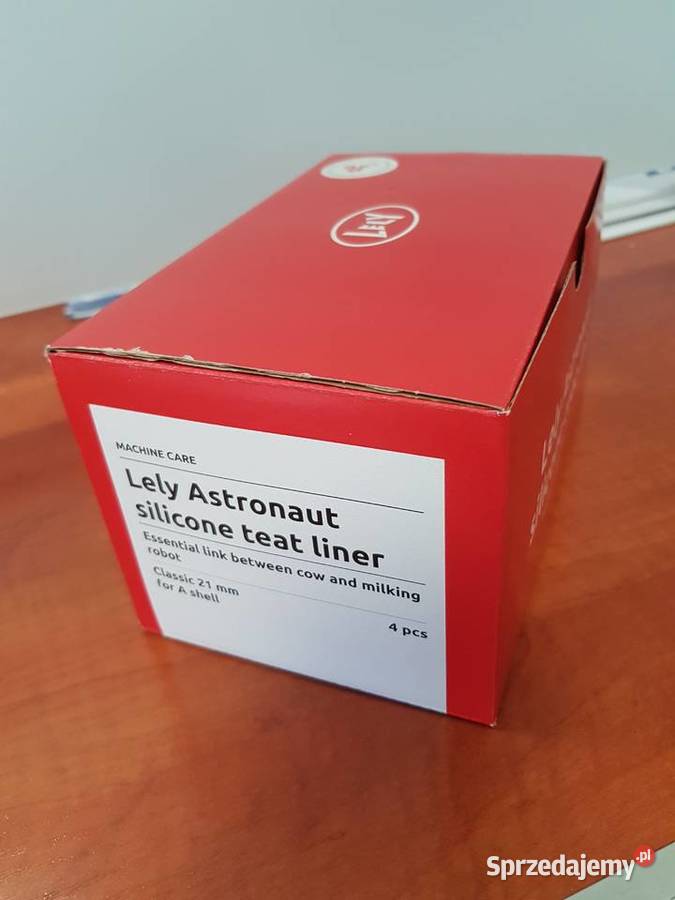 LELY
MACHINE CARE
Lely Astronaut
silicone teat liner
Essential link between cow and milking
robot
Classic 21 mm
for A shell
4 pcs
Sprzedajemy.pl